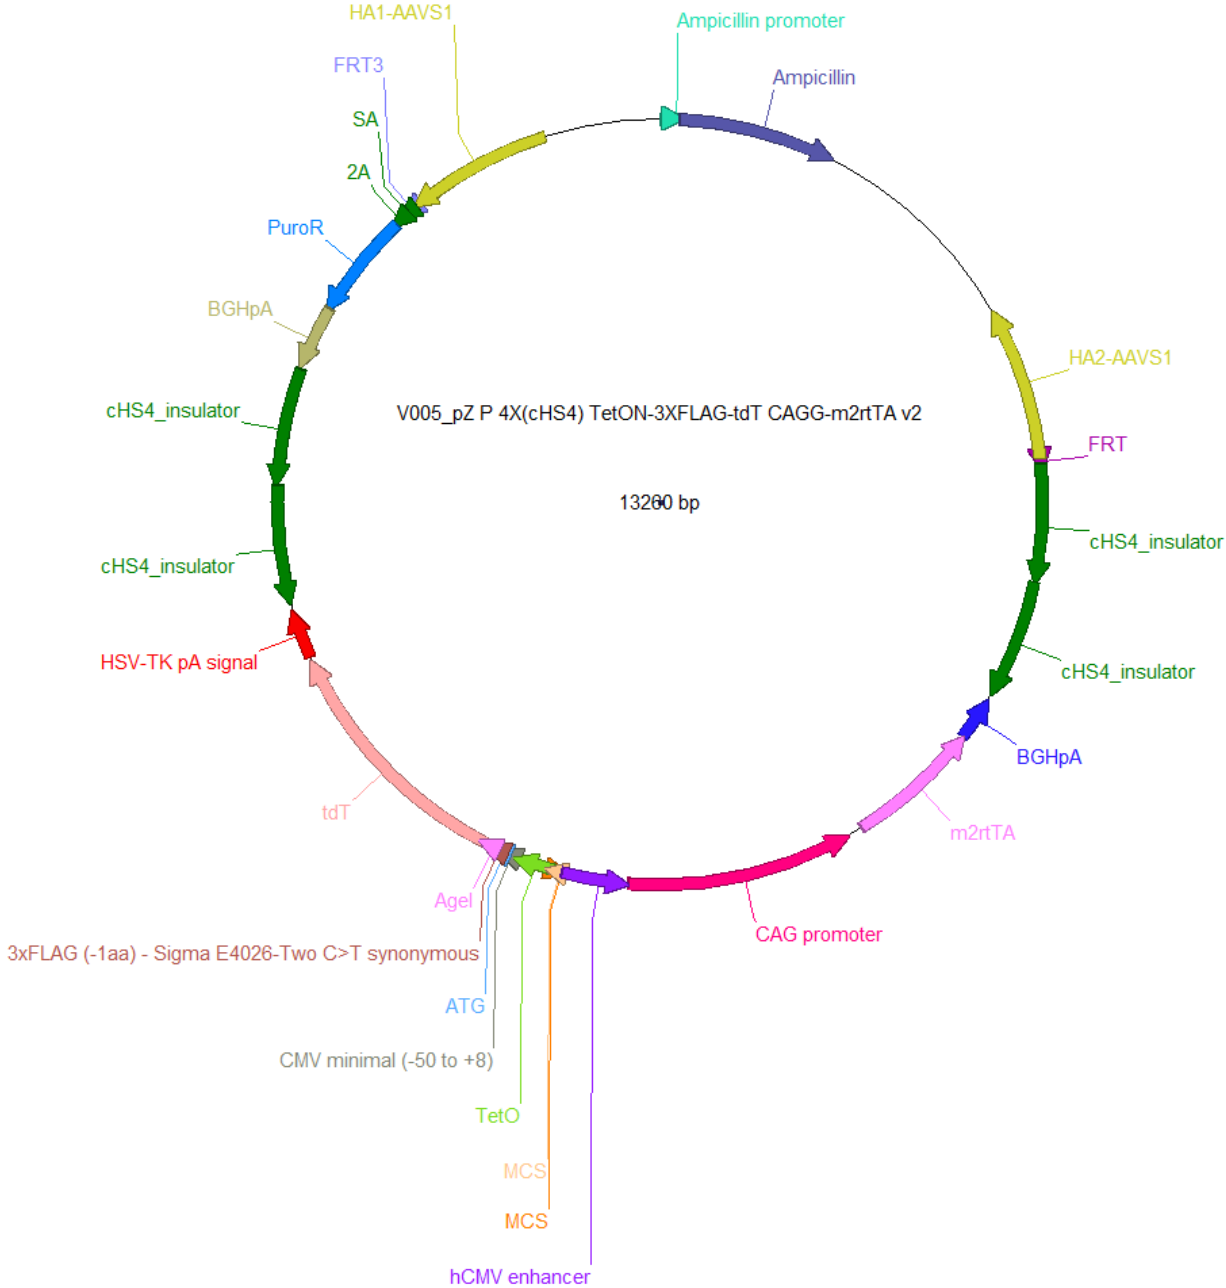 HA1-AAVS1
Ampicillin promoter
FRT3
Ampicillin
SA
2A
PuroR
BGHpA
HA2-AAVS1
cHS4_insulator
V005_pZ P 4X(cHS4) TetON-3XFLAG-tdT CAGG-m2rtTA v2
FRT
13260 bp
cHS4_insulator
cHS4_insulator
HSV-TK pA signal
cHS4_insulator
BGHpA
tdT
m2rtTA
AgeI
CAG promoter
3xFLAG (-1aa) - Sigma E4026-Two C>T synonymous
ATG
CMV minimal (-50 to +8)
TetO
MCS
MCS
hCMV enhancer